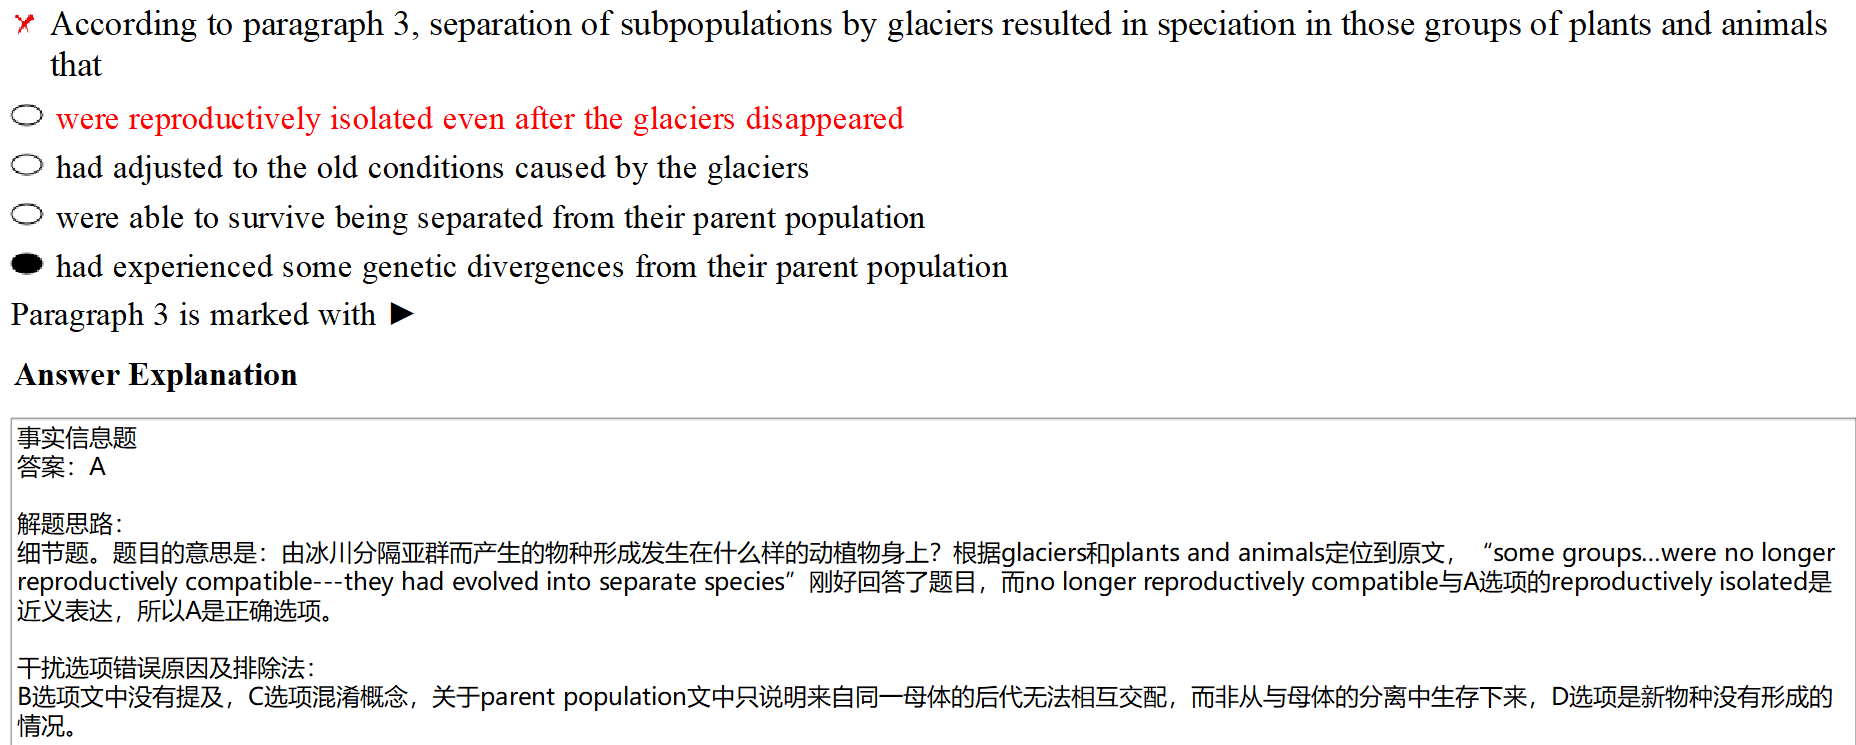 According to paragraph 3, separation of subpopulations by glaciers resulted in speciation in those groups of plants and animals
that
were reproductively isolated even after the glaciers disappeared
had adjusted to the old conditions caused by the glaciers
were able to survive being separated from their parent population
had experienced some genetic divergences from their parent population
Paragraph 3 is marked with ►
Answer Explanation
事实信息题
答案：A
解题思路：
细节题。题目的意思是：由冰川分隔亚群而产生的物种形成发生在什么样的动植物身上？根据glaciers和plants and animals定位到原文，“some groups...were no longer
reproductively compatible---they had evolved into separate species”刚好回答了题目，而no longer reproductively compatible与A选项的reproductively isolated是
近义表达，所以A是正确选项。
干扰选项错误原因及排除法：
B选项文中没有提及，C选项混淆概念，关于parent population文中只说明来自同一母体的后代无法相互交配，而非从与母体的分离中生存下来，D选项是新物种没有形成的
情况。